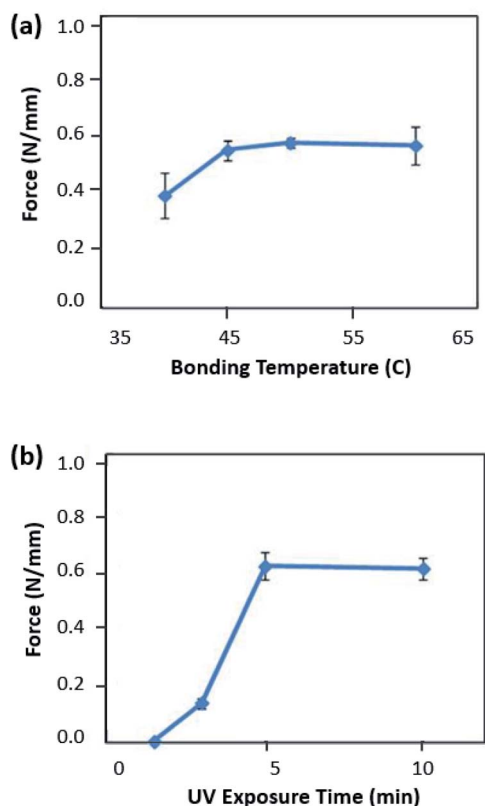 (a)
1.0
0.8
0.6
0.4
0.2
0.0
Force (N/mm)
35 45 55 65
Bonding Temperature (C)
(b)
1.0
0.8
0.6
0.4
0.2
0.0
Force (N/mm)
0 5 10
UV Exposure Time (min)